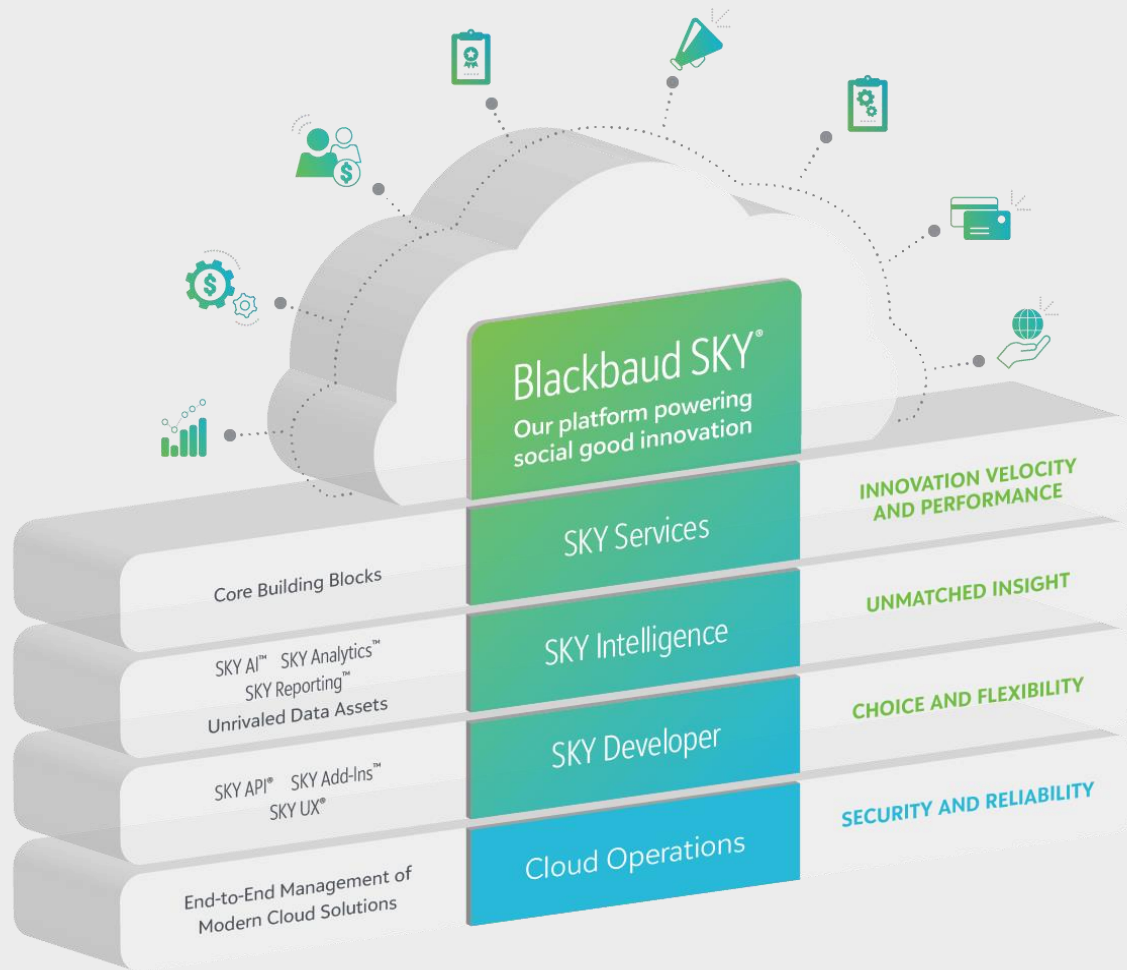 Blackbaud SKY®
Our platform powering
social good innovation
Core Building Blocks
SKY Services
INNOVATION VELOCITY
AND PERFORMANCE
SKY AI™ SKY Analytics™
SKY Reporting™
Unrivaled Data Assets
SKY Intelligence
UNMATCHED INSIGHT
SKY API® SKY Add-Ins™
SKY UX®
SKY Developer
CHOICE AND FLEXIBILITY
End-to-End Management of
Modern Cloud Solutions
Cloud Operations
SECURITY AND RELIABILITY
$
$